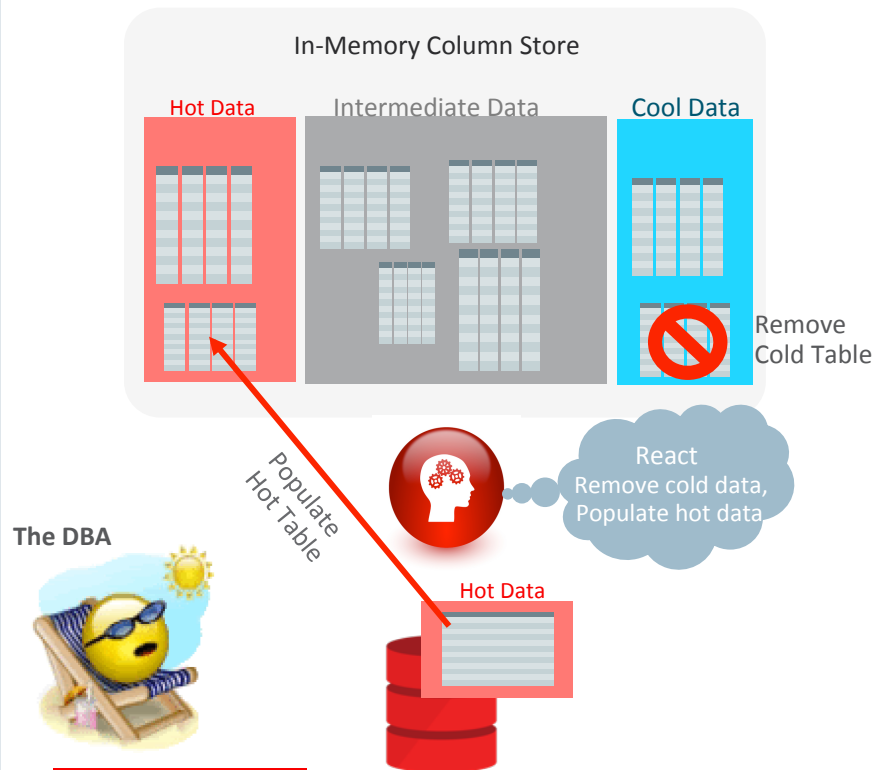 In-Memory Column Store
Hot Data
Intermediate Data
Cool Data
Remove
Cold Table
Populate
Hot Table
React
Remove cold data,
Populate hot data
The DBA
Hot Data